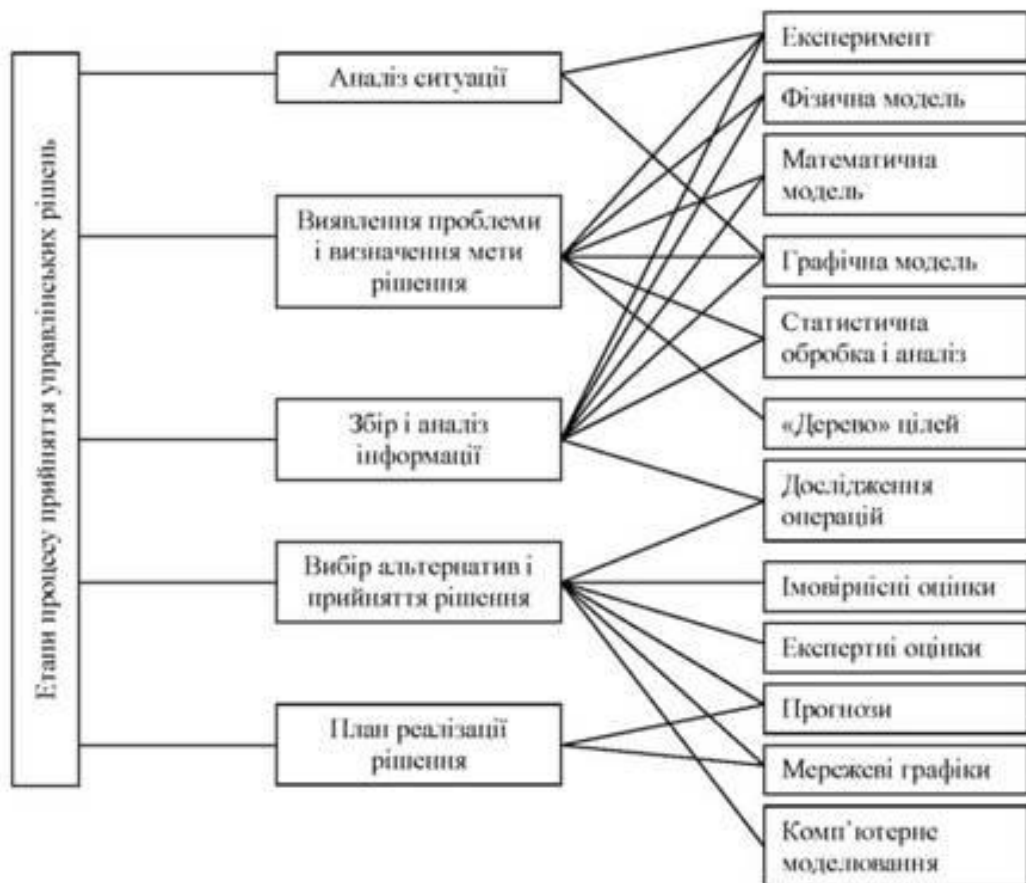 Етапи процесу прийняття управлінських рішень
Аналіз ситуації
Виявлення проблеми
і визначення мети
рішення
Збір і аналіз
інформації
Вибір альтернатив і
прийняття рішення
План реалізації
рішення
Експеримент
Фізична модель
Математична
модель
Графічна модель
Статистична
обробка і аналіз
«Дерево» цілей
Дослідження
операцій
Імовірнісні оцінки
Експертні оцінки
Прогнози
Мережеві графіки
Комп`ютерне
моделювання